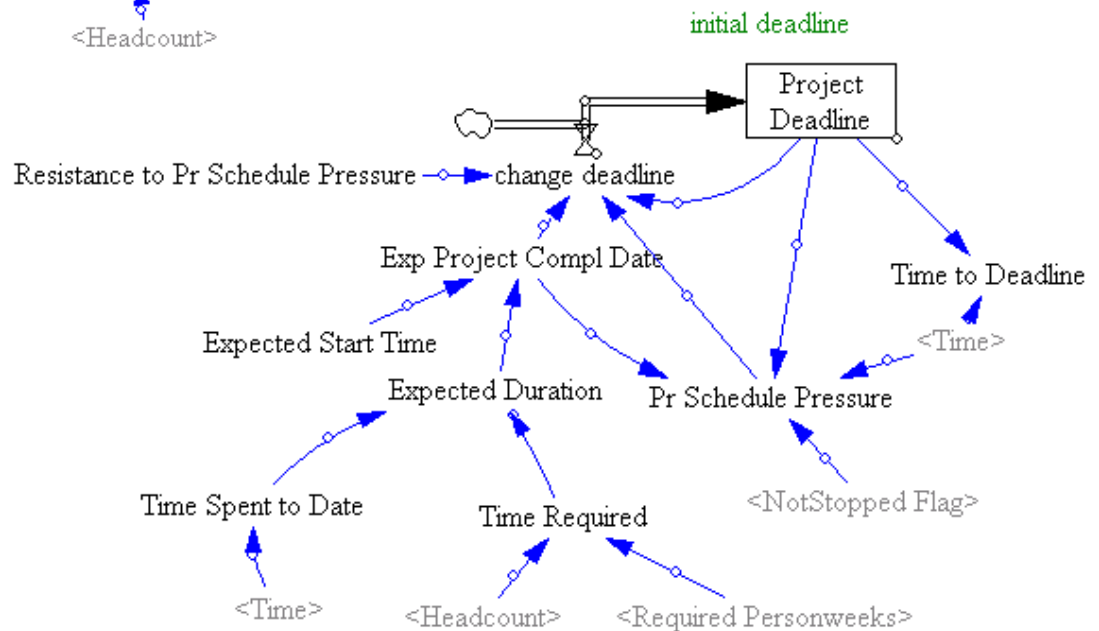 <Headcount>
initial deadline
Project
Deadline
Resistance to Pr Schedule Pressure
change deadline
Exp Project Compl Date
Time to Deadline
Expected Start Time
<Time>
Expected Duration
Pr Schedule Pressure
Time Spent to Date
Time Required
<NotStopped Flag>
<Time>
<Headcount>
<Required Personweeks>